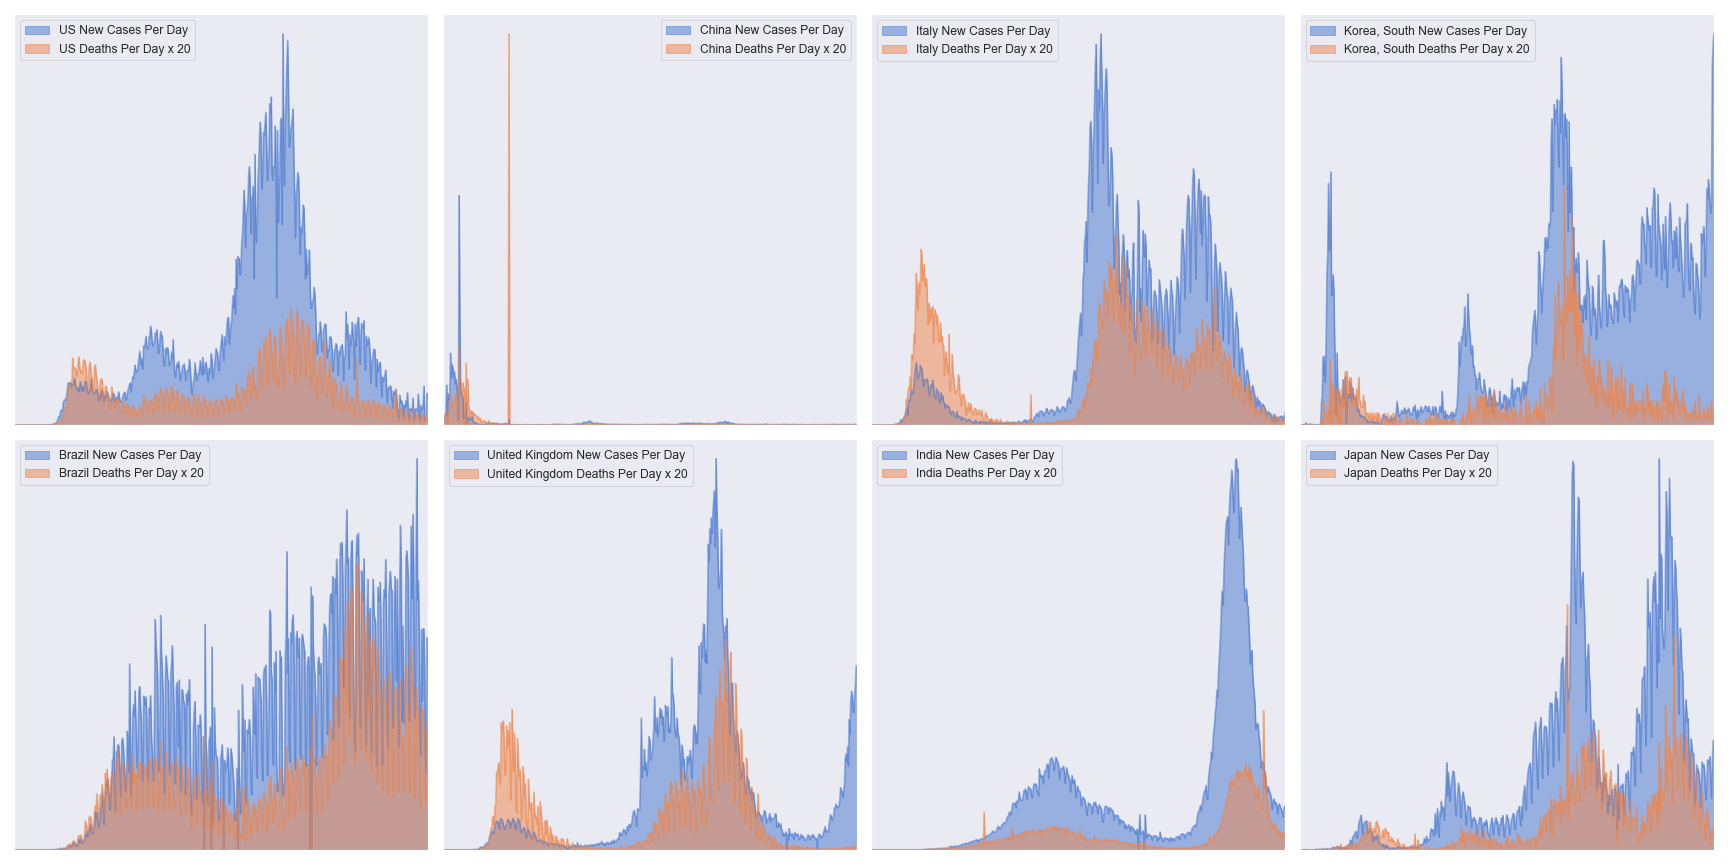 US New Cases Per Day
US Deaths Per Day x 20
China New Cases Per Day
China Deaths Per Day x 20
Italy New Cases Per Day
Italy Deaths Per Day x 20
Korea, South New Cases Per Day
Korea, South Deaths Per Day x 20
Brazil New Cases Per Day
Brazil Deaths Per Day x 20
United Kingdom New Cases Per Day
United Kingdom Deaths Per Day x 20
India New Cases Per Day
India Deaths Per Day x 20
Japan New Cases Per Day
Japan Deaths Per Day x 20